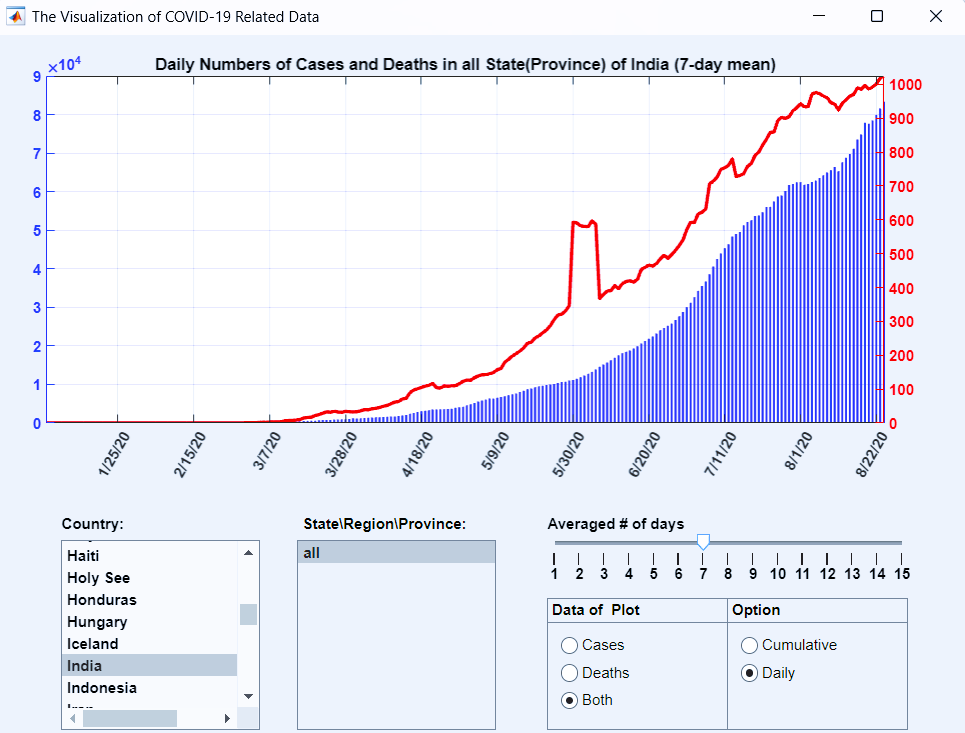 The Visualization of COVID-19 Related Data
×10⁴
Daily Numbers of Cases and Deaths in all State(Province) of India (7-day mean)
9
8
7
6
5
4
3
2
1
0
1000
900
800
700
600
500
400
300
200
100
0
1/25/20
2/15/20
3/7/20
3/28/20
4/18/20
5/9/20
5/30/20
6/20/20
7/11/20
8/1/20
8/22/20
Country:
Haiti
Holy See
Honduras
Hungary
Iceland
India
Indonesia
State\Region\Province:
all
Averaged # of days
1 2 3 4 5 6 7 8 9 10 11 12 13 14 15
Data of Plot
Cases
Deaths
Both
Option
Cumulative
Daily